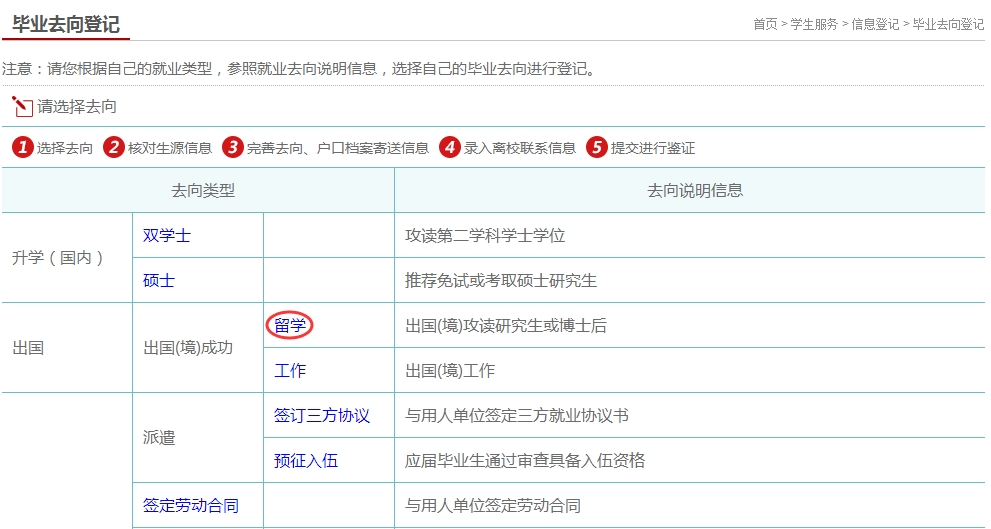 毕业去向登记
首页 > 学生服务 > 信息登记 > 毕业去向登记
注意：请您根据自己的就业类型，参照就业去向说明信息，选择自己的毕业去向进行登记。
请选择去向
1 选择去向 2 核对生源信息 3 完善去向、户口档案寄送信息 4 录入离校联系信息 5 提交进行鉴证
去向类型 去向说明信息
升学（国内） 双学士 攻读第二学科学士学位
硕士 推荐免试或考取硕士研究生
出国 出国(境)成功 留学 出国(境)攻读研究生或博士后
工作 出国(境)工作
派遣 签订三方协议 与用人单位签定三方就业协议书
预征入伍 应届毕业生通过审查具备入伍资格
签定劳动合同 与用人单位签定劳动合同